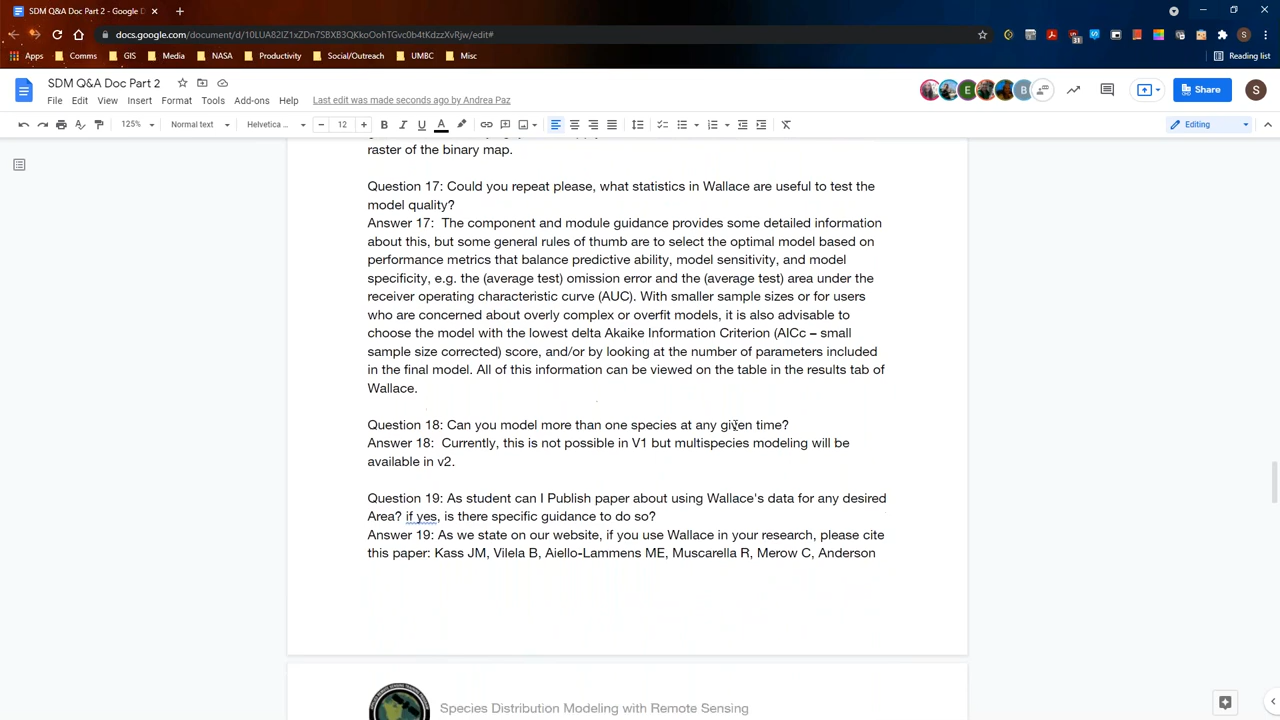 SDM Q&A Doc Part 2 - Google D
docs.google.com/document/d/
Apps Comms GIS Media NASA Productivity Social/Outreach UMBC Misc Reading list
SDM Q&A Doc Part 2
File Edit View Insert Format Tools Add-ons Help Last edit was made seconds ago by Andrea Paz
Share S
125% Normal text Helvetica ... 12 Editing
raster of the binary map.
Question 17: Could you repeat please, what statistics in Wallace are useful to test the
model quality?
Answer 17: The component and module guidance provides some detailed information
about this, but some general rules of thumb are to select the optimal model based on
performance metrics that balance predictive ability, model sensitivity, and model
specificity, e.g. the (average test) omission error and the (average test) area under the
receiver operating characteristic curve (AUC). With smaller sample sizes or for users
who are concerned about overly complex or overfit models, it is also advisable to
choose the model with the lowest delta Akaike Information Criterion (AICc – small
sample size corrected) score, and/or by looking at the number of parameters included
in the final model. All of this information can be viewed on the table in the results tab of
Wallace.
Question 18: Can you model more than one species at any given time?
Answer 18: Currently, this is not possible in V1 but multispecies modeling will be
available in v2.
Question 19: As student can I Publish paper about using Wallace's data for any desired
Area? if yes, is there specific guidance to do so?
Answer 19: As we state on our website, if you use Wallace in your research, please cite
this paper: Kass JM, Vilela B, Aiello-Lammens ME, Muscarella R, Merow C, Anderson
Species Distribution Modeling with Remote Sensing